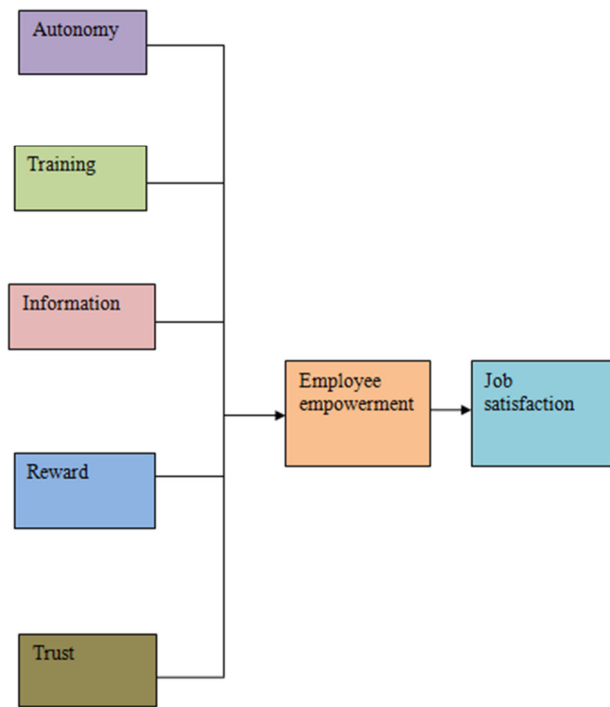 Autonomy
Training
Information
Employee
empowerment
Job
satisfaction
Reward
Trust